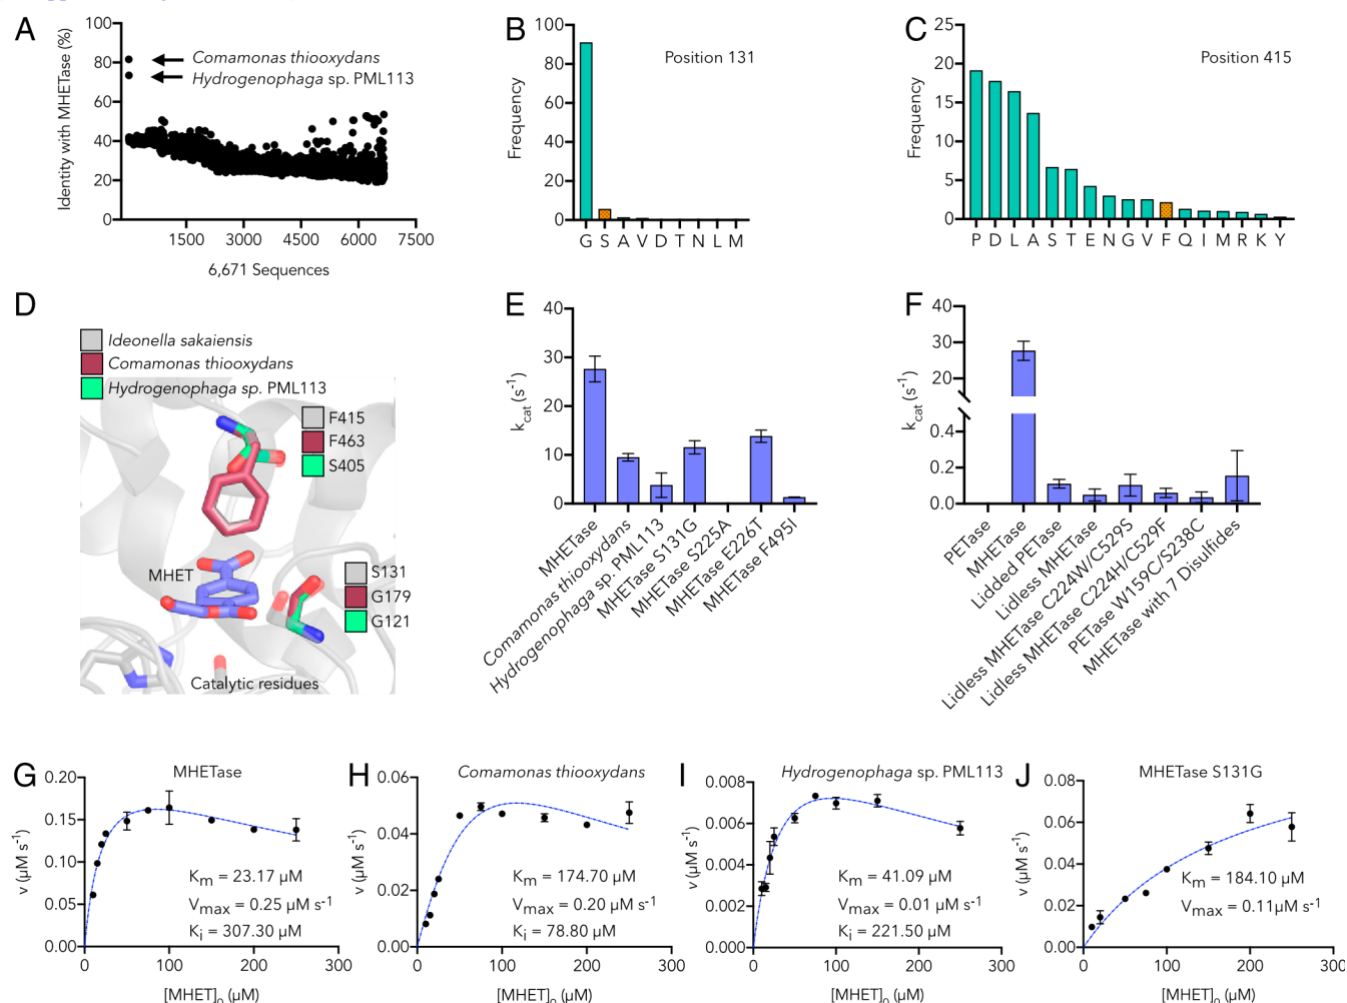 A
Identity with MHETase (%)
100
80
60
40
20
0
Comamonas thiooxydans
Hydrogenophaga sp. PML113
1500 3000 4500 6000 7500
6,671 Sequences
B
Position 131
Frequency
100
80
60
40
20
0
G S A V D T N L M
C
Position 415
Frequency
25
20
15
10
5
0
P D L A S T E N G V F Q I M R K Y
D
Ideonella sakaiensis
Comamonas thiooxydans
Hydrogenophaga sp. PML113
F415
F463
S405
MHET
S131
G179
G121
Catalytic residues
E
kcat (s-1)
40
30
20
10
0
MHETase
Comamonas thiooxydans
Hydrogenophaga sp. PML113
MHETase S131G
MHETase S225A
MHETase E226T
MHETase F495I
F
kcat (s-1)
40
30
20
0.4
0.2
0.0
PETase
MHETase
Lidded PETase
Lidless MHETase
Lidless MHETase C224W/C529S
Lidless MHETase C224H/C529F
PETase W159C/S238C
MHETase with 7 Disulfides
G
MHETase
v (µM s-1)
0.20
0.15
0.10
0.05
0.00
Km = 23.17 µM
Vmax = 0.25 µM s-1
Ki = 307.30 µM
0 100 200 300
[MHET]0 (µM)
H
Comamonas thiooxydans
v (µM s-1)
0.06
0.04
0.02
0.00
Km = 174.70 µM
Vmax = 0.20 µM s-1
Ki = 78.80 µM
0 100 200 300
[MHET]0 (µM)
I
Hydrogenophaga sp. PML113
v (µM s-1)
0.008
0.006
0.004
0.002
0.000
Km = 41.09 µM
Vmax = 0.01 µM s-1
Ki = 221.50 µM
0 100 200 300
[MHET]0 (µM)
J
MHETase S131G
v (µM s-1)
0.08
0.06
0.04
0.02
0.00
Km = 184.10 µM
Vmax = 0.11µM s-1
0 100 200 300
[MHET]0 (µM)